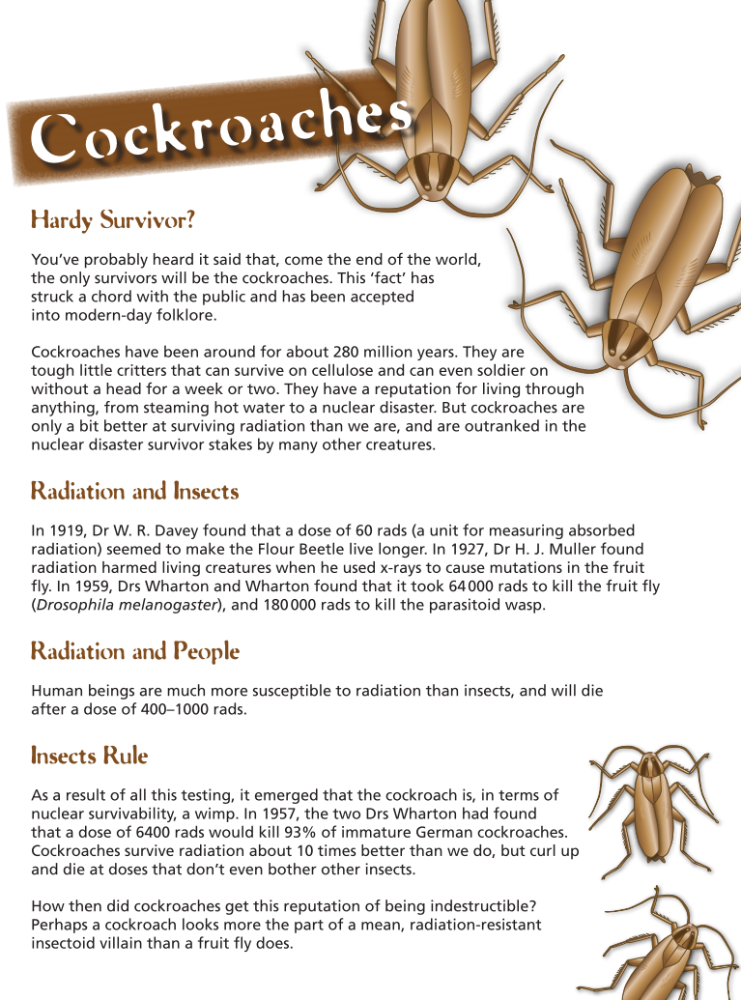 Cockroaches
Hardy Survivor?
You've probably heard it said that, come the end of the world,
the only survivors will be the cockroaches. This 'fact' has
struck a chord with the public and has been accepted
into modern-day folklore.
Cockroaches have been around for about 280 million years. They are
tough little critters that can survive on cellulose and can even soldier on
without a head for a week or two. They have a reputation for living through
anything, from steaming hot water to a nuclear disaster. But cockroaches are
only a bit better at surviving radiation than we are, and are outranked in the
nuclear disaster survivor stakes by many other creatures.
Radiation and Insects
In 1919, Dr W. R. Davey found that a dose of 60 rads (a unit for measuring absorbed
radiation) seemed to make the Flour Beetle live longer. In 1927, Dr H. J. Muller found
radiation harmed living creatures when he used x-rays to cause mutations in the fruit
fly. In 1959, Drs Wharton and Wharton found that it took 64 000 rads to kill the fruit fly
(Drosophila melanogaster), and 180 000 rads to kill the parasitoid wasp.
Radiation and People
Human beings are much more susceptible to radiation than insects, and will die
after a dose of 400–1000 rads.
Insects Rule
As a result of all this testing, it emerged that the cockroach is, in terms of
nuclear survivability, a wimp. In 1957, the two Drs Wharton had found
that a dose of 6400 rads would kill 93% of immature German cockroaches.
Cockroaches survive radiation about 10 times better than we do, but curl up
and die at doses that don't even bother other insects.
How then did cockroaches get this reputation of being indestructible?
Perhaps a cockroach looks more the part of a mean, radiation-resistant
insectoid villain than a fruit fly does.